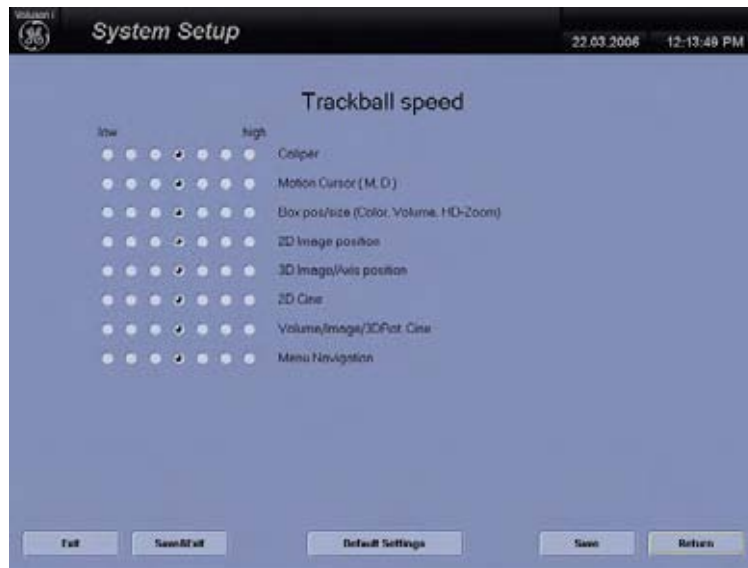 Voluson i
System Setup
22.03.2006 12:13:49 PM
Trackball speed
low high
Caliper
Motion Cursor ( M, D )
Box pos/size (Color, Volume, HD-Zoom)
2D Image position
3D Image/Axis position
2D Cine
Volume/Image/3DRot. Cine
Menu Navigation
Exit Save&Exit Default Settings Save Return